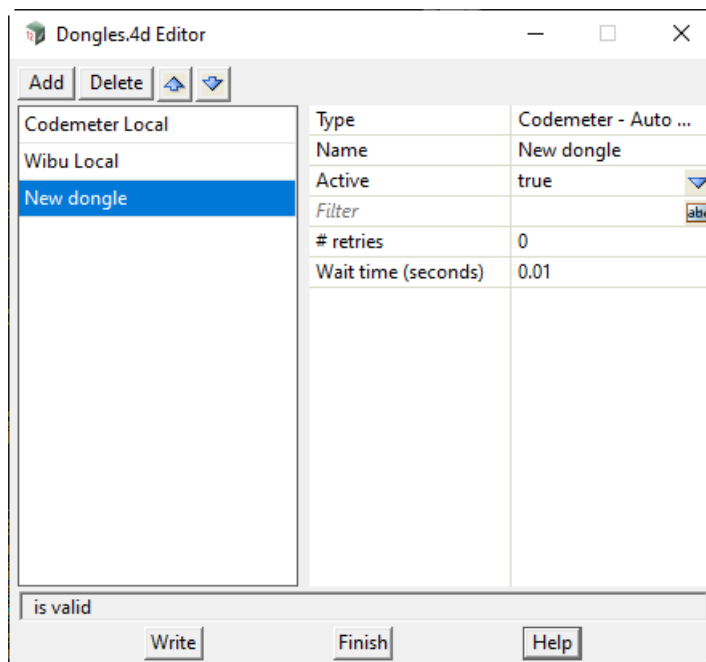 Dongles.4d Editor
Add Delete
Codemeter Local
Wibu Local
New dongle
Type Codemeter - Auto ...
Name New dongle
Active true
Filter abc
# retries 0
Wait time (seconds) 0.01
is valid
Write Finish Help